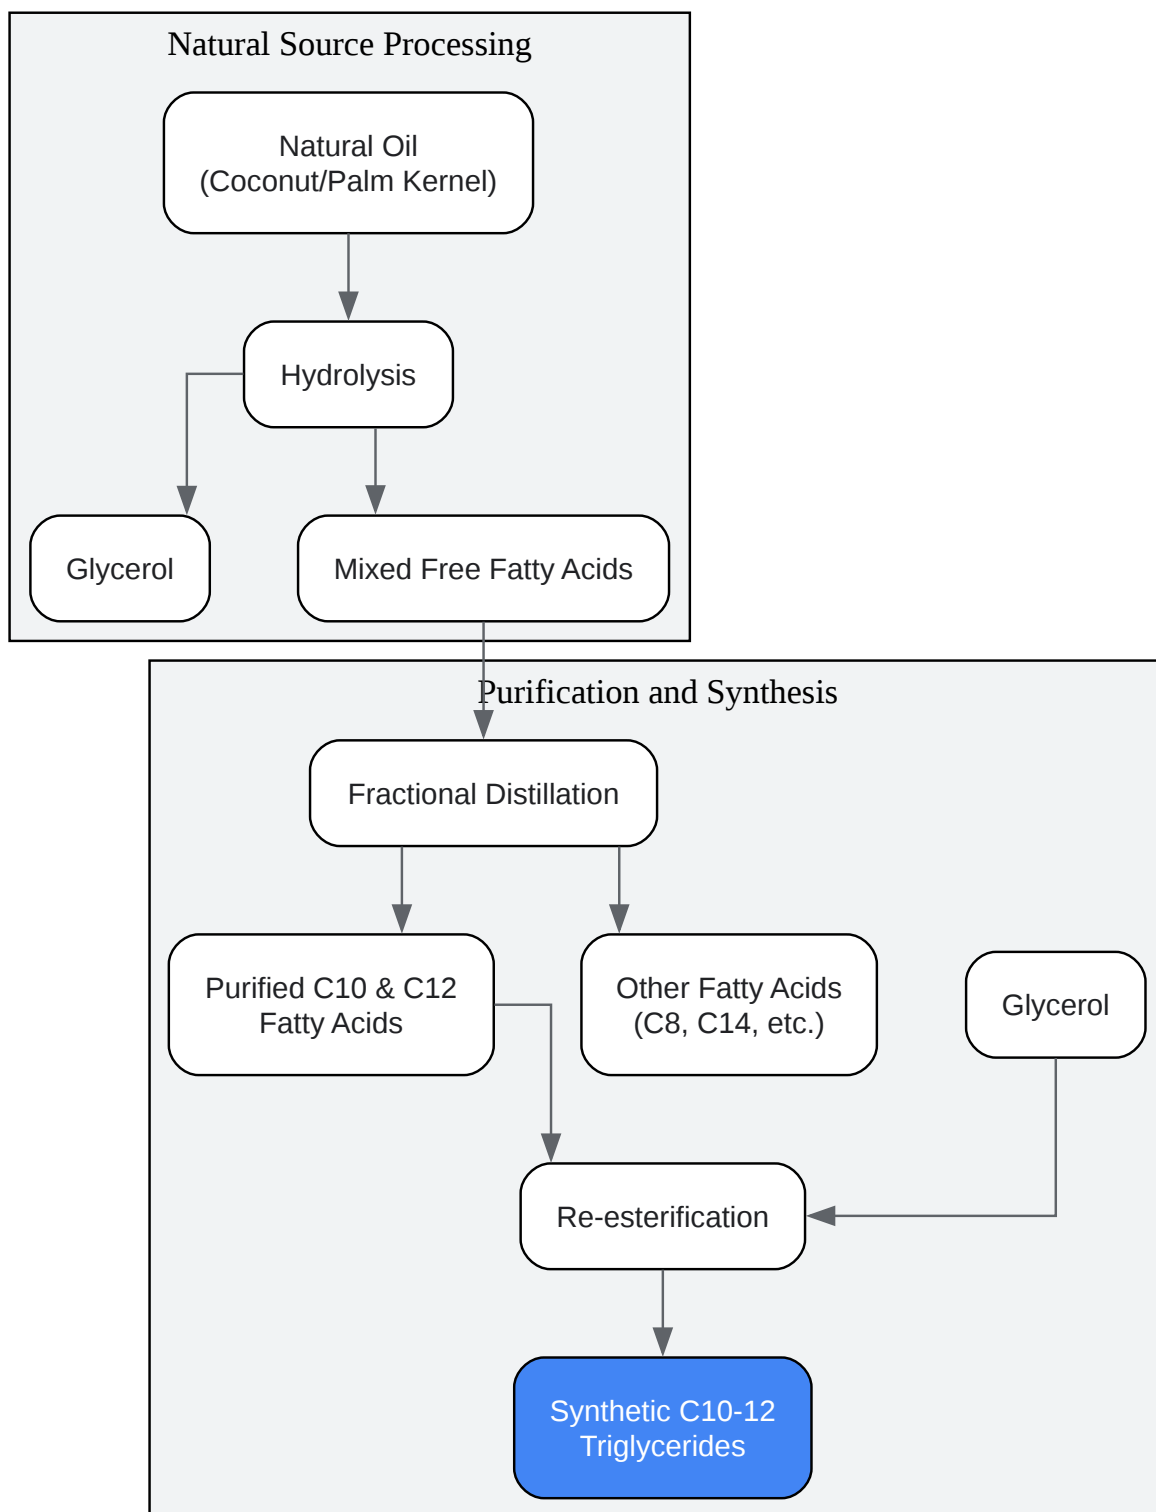 Natural Source Processing
Natural Oil
(Coconut/Palm Kernel)
Hydrolysis
Glycerol
Mixed Free Fatty Acids
Purification and Synthesis
Fractional Distillation
Purified C10 & C12
Fatty Acids
Other Fatty Acids
(C8, C14, etc.)
Glycerol
Re-esterification
Synthetic C10-12
Triglycerides